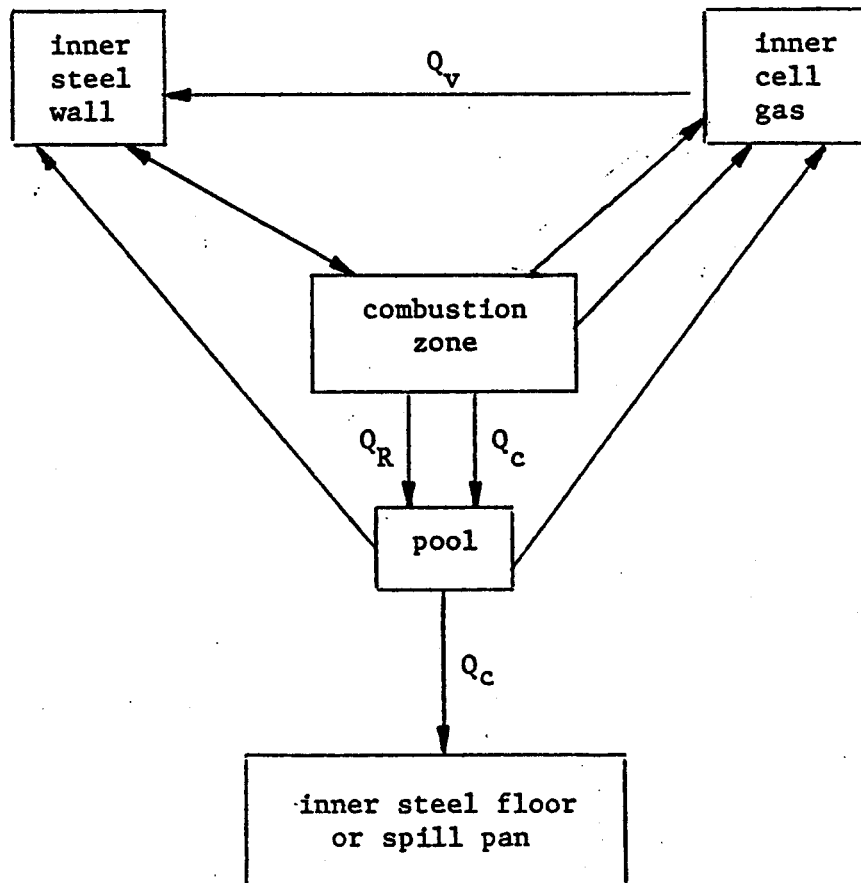 inner
steel
wall
Q_v
inner
cell
gas
combustion
zone
Q_R
Q_c
pool
Q_c
inner steel floor
or spill pan